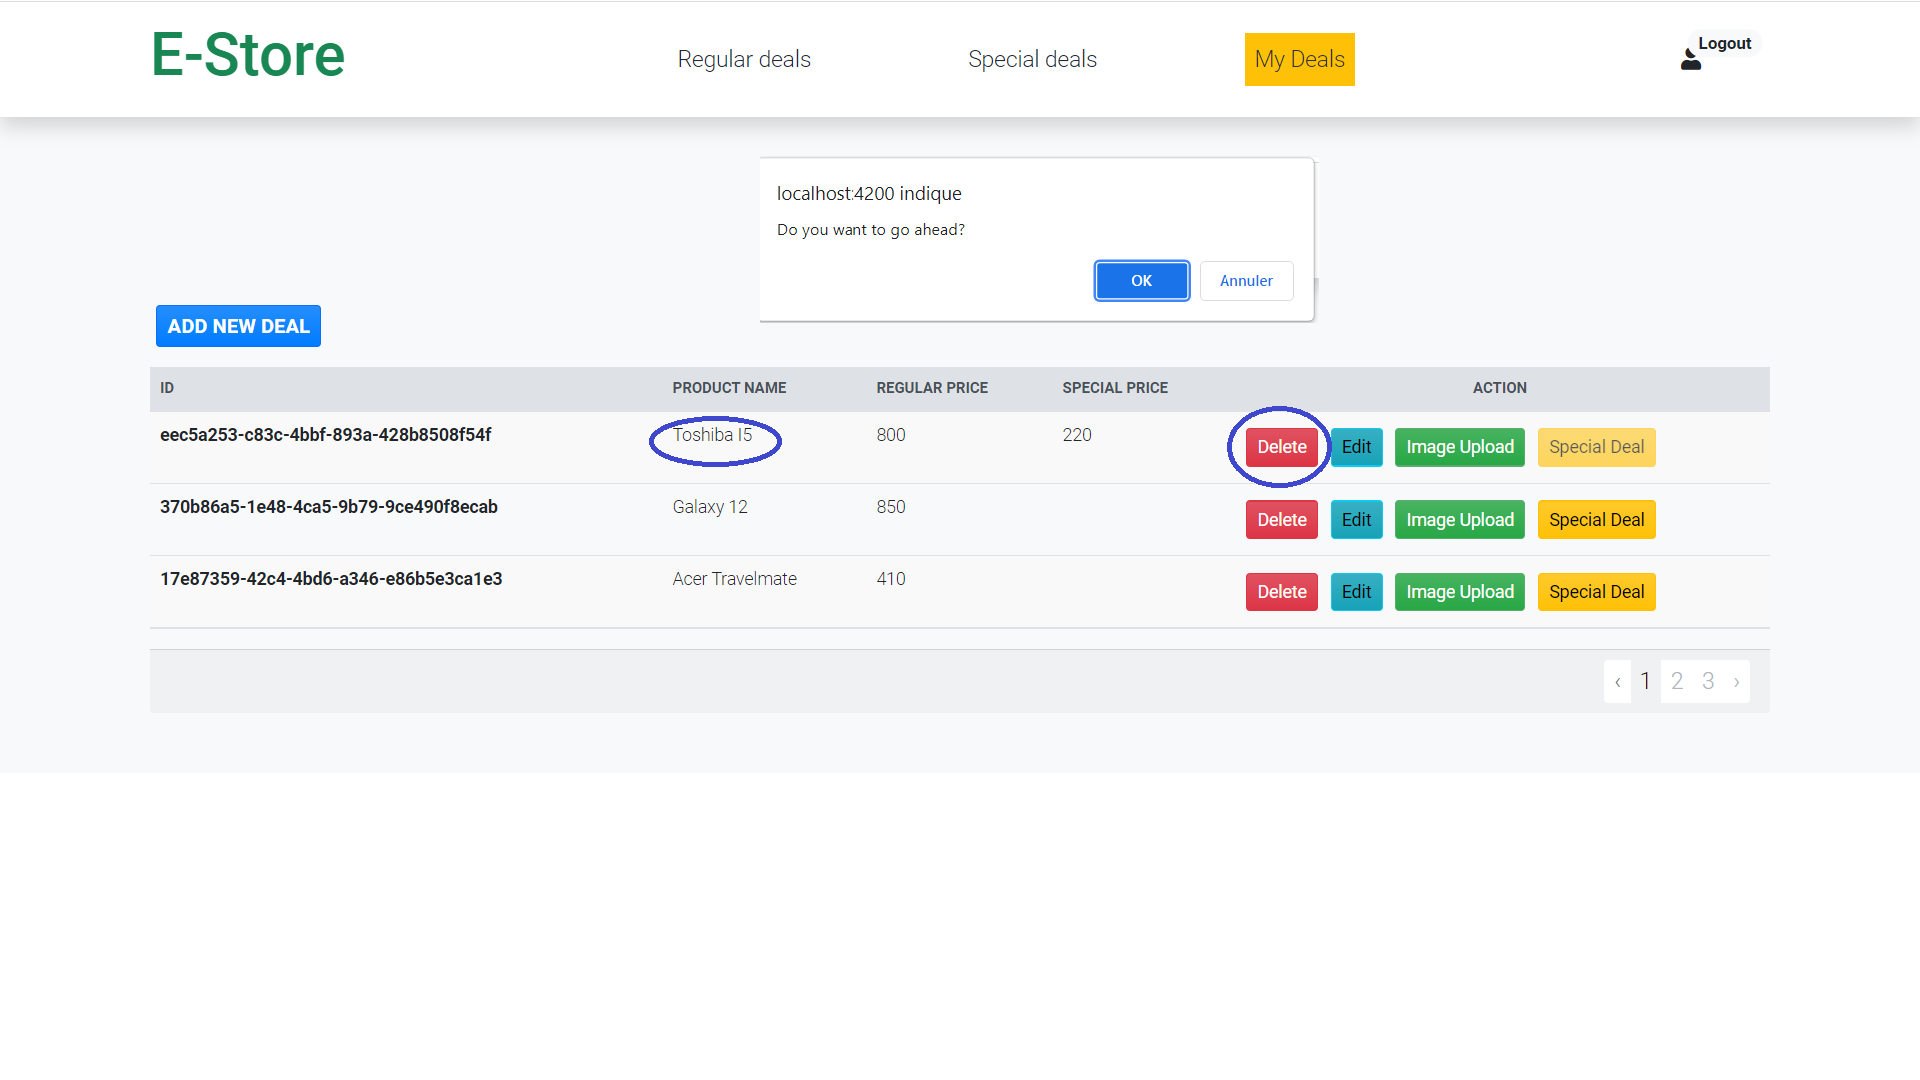 E-Store
Regular deals
Special deals
My Deals
Logout
localhost:4200 indique
Do you want to go ahead?
OK
Annuler
ADD NEW DEAL
ID PRODUCT NAME REGULAR PRICE SPECIAL PRICE ACTION
eec5a253-c83c-4bbf-893a-428b8508f54f Toshiba I5 800 220 Delete Edit Image Upload Special Deal
370b86a5-1e48-4ca5-9b79-9ce490f8ecab Galaxy 12 850 Delete Edit Image Upload Special Deal
17e87359-42c4-4bd6-a346-e86b5e3ca1e3 Acer Travelmate 410 Delete Edit Image Upload Special Deal
‹ 1 2 3 ›